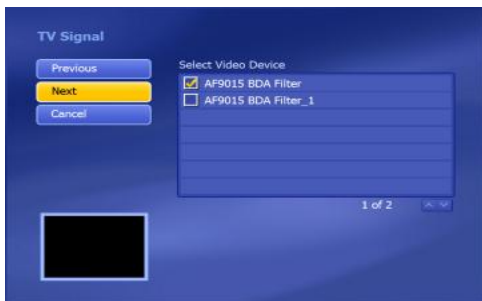 TV Signal
Previous
Next
Cancel
Select Video Device
AF9015 BDA Filter
AF9015 BDA Filter_1
1 of 2